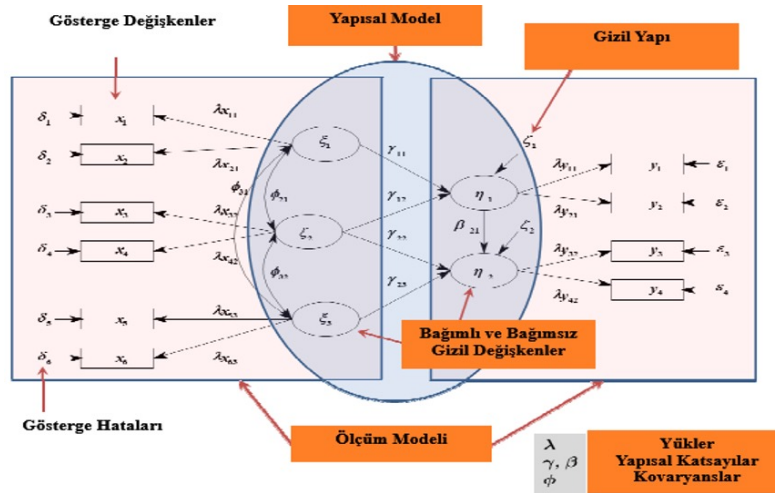 Gösterge Değişkenler
Yapısal Model
Gizil Yapı
δ₁ x₁ λx₁₁
δ₂ x₂ λx₂₁
δ₃ x₃ λx₃₂
δ₄ x₄ λx₄₂
δ₅ x₅ λx₅₃
δ₆ x₆ λx₆₃
ξ₁
ξ₃
ϕ₃₁
ϕ₂₁
ϕ₃₂
γ₁₁
γ₁₂
γ₂₂
γ₂₃
ζ₁
η₁
β₂₁
ζ₂
η₂
λy₁₁ y₁ ε₁
λy₂₁ y₂ ε₂
λy₃₂ y₃ ε₃
λy₄₂ y₄ ε₄
Bağımlı ve Bağımsız
Gizil Değişkenler
Gösterge Hataları
Ölçüm Modeli
λ Yükler
γ, β Yapısal Katsayılar
ϕ Kovaryanslar